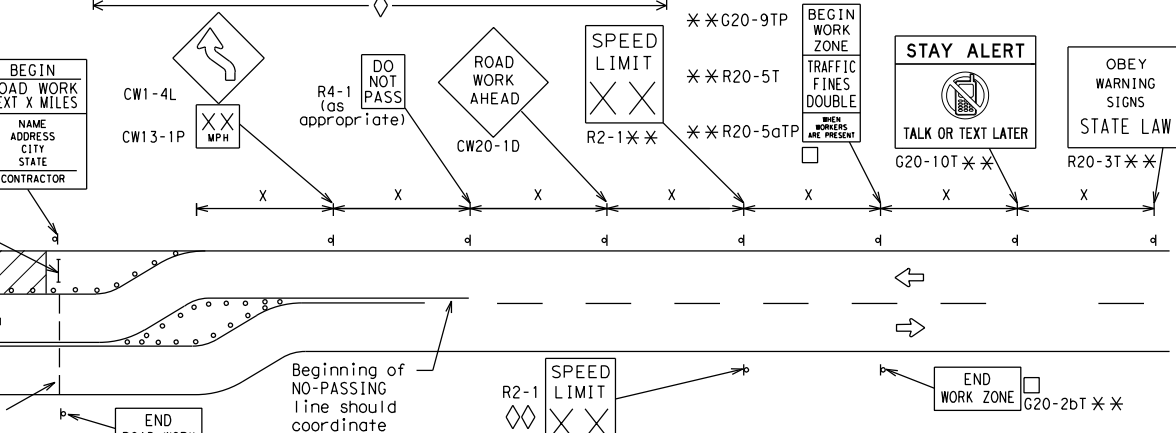 BEGIN
ROAD WORK
NEXT X MILES
NAME
ADDRESS
CITY
STATE
CONTRACTOR
CW1-4L
CW13-1P
XX
MPH
R4-1
(as
appropriate)
DO
NOT
PASS
ROAD
WORK
AHEAD
CW20-1D
SPEED
LIMIT
XX
R2-1**
**G20-9TP
**R20-5T
**R20-5aTP
BEGIN
WORK
ZONE
TRAFFIC
FINES
DOUBLE
WHEN
WORKERS
ARE PRESENT
STAY ALERT
TALK OR TEXT LATER
G20-10T**
OBEY
WARNING
SIGNS
STATE LAW
R20-3T**
X X X X X X X
Beginning of
NO-PASSING
line should
coordinate
R2-1
SPEED
LIMIT
XX
END
WORK ZONE
G20-2bT**
END
ROAD WORK